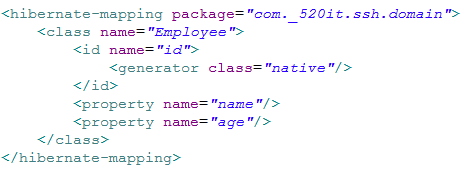 <hibernate-mapping package="com._520it.ssh.domain">
    <class name="Employee">
        <id name="id">
            <generator class="native"/>
        </id>
        <property name="name"/>
        <property name="age"/>
    </class>
</hibernate-mapping>